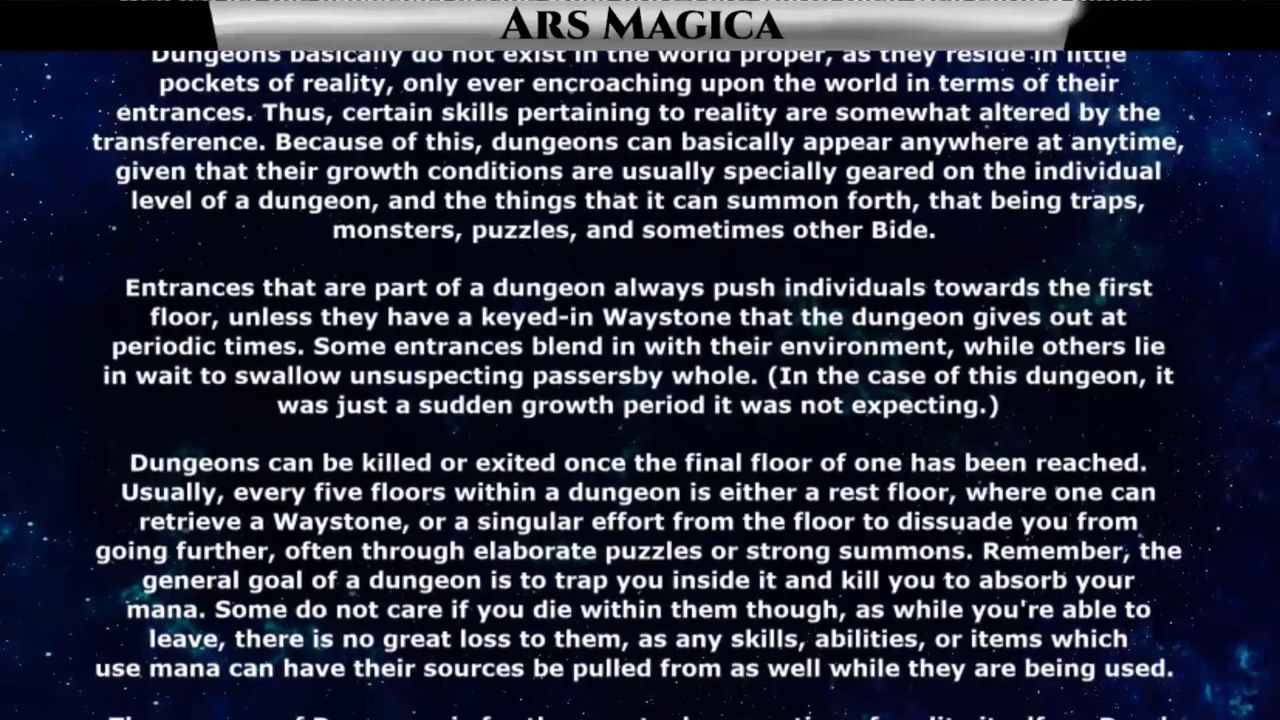 ARS MAGICA
Dungeons basically do not exist in the world proper, as they reside in little
pockets of reality, only ever encroaching upon the world in terms of their
entrances. Thus, certain skills pertaining to reality are somewhat altered by the
transference. Because of this, dungeons can basically appear anywhere at anytime,
given that their growth conditions are usually specially geared on the individual
level of a dungeon, and the things that it can summon forth, that being traps,
monsters, puzzles, and sometimes other Bide.
Entrances that are part of a dungeon always push individuals towards the first
floor, unless they have a keyed-in Waystone that the dungeon gives out at
periodic times. Some entrances blend in with their environment, while others lie
in wait to swallow unsuspecting passersby whole. (In the case of this dungeon, it
was just a sudden growth period it was not expecting.)
Dungeons can be killed or exited once the final floor of one has been reached.
Usually, every five floors within a dungeon is either a rest floor, where one can
retrieve a Waystone, or a singular effort from the floor to dissuade you from
going further, often through elaborate puzzles or strong summons. Remember, the
general goal of a dungeon is to trap you inside it and kill you to absorb your
mana. Some do not care if you die within them though, as while you're able to
leave, there is no great loss to them, as any skills, abilities, or items which
use mana can have their sources be pulled from as well while they are being used.